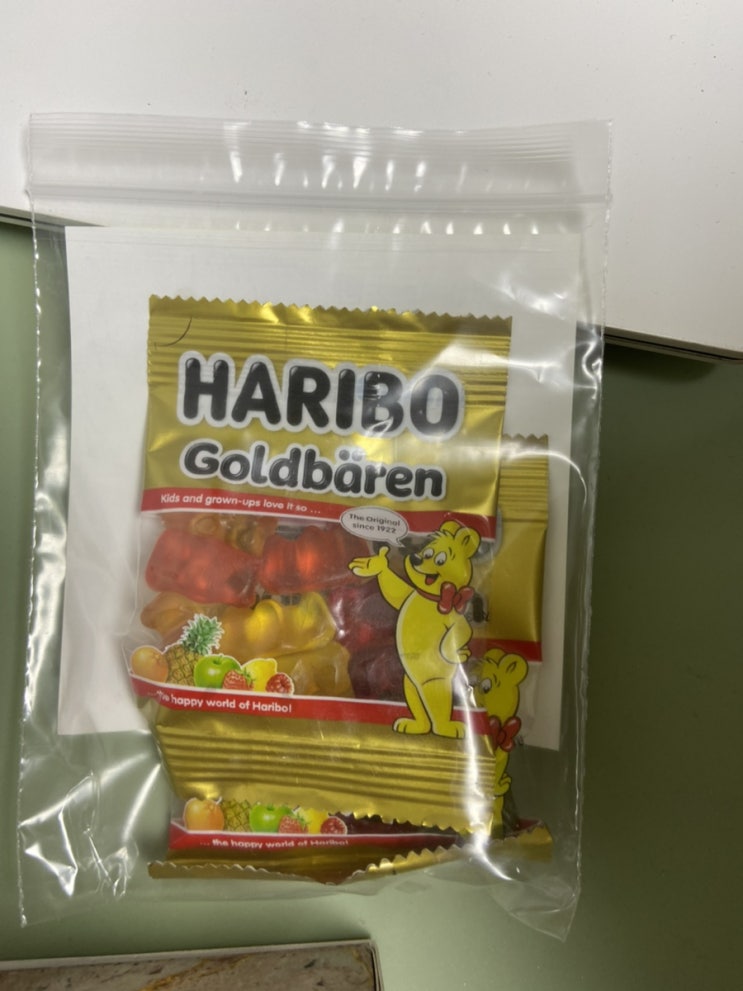 HARIBO
Goldbären
Kids and grown-ups love it so ...
The Original
since 1922
...the happy world of Haribo!
... the happy world of Haribo!